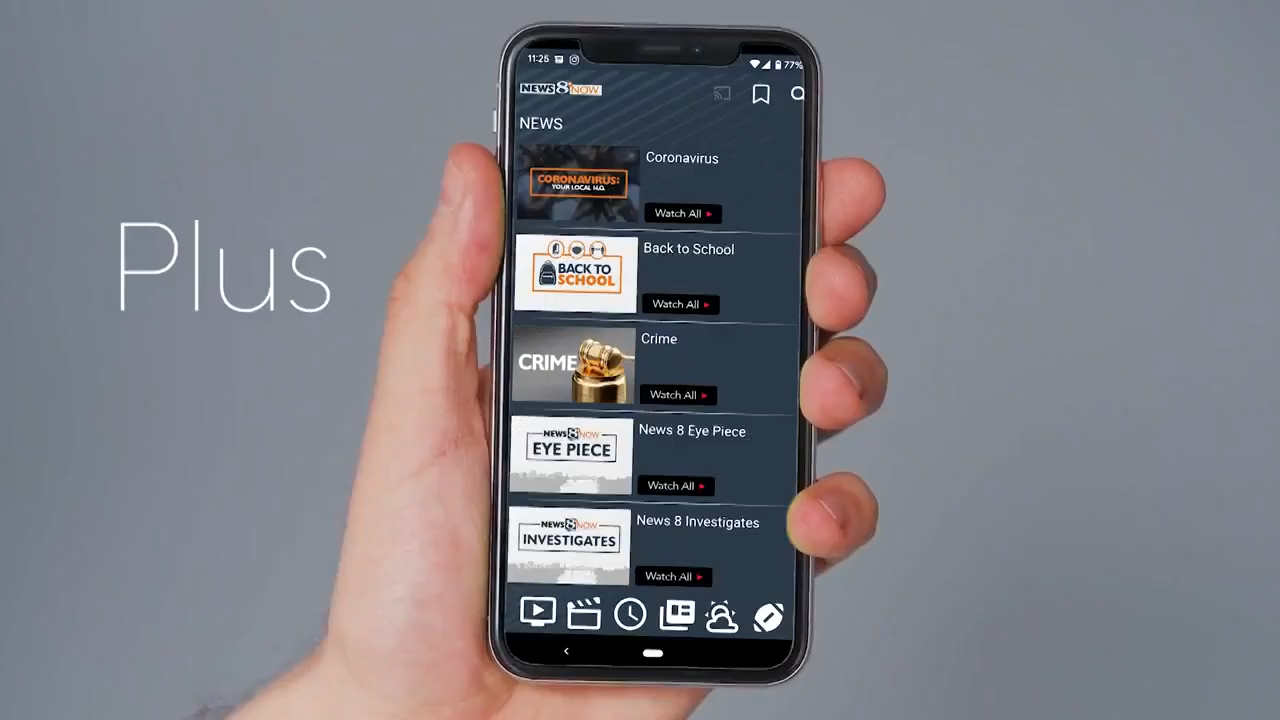 Plus
11:25
77%
NEWS 8 NOW
NEWS
CORONAVIRUS:
YOUR LOCAL H.Q.
Coronavirus
Watch All
BACK TO
SCHOOL
Back to School
Watch All
CRIME
Crime
Watch All
NEWS 8 NOW
EYE PIECE
News 8 Eye Piece
Watch All
NEWS 8 NOW
INVESTIGATES
News 8 Investigates
Watch All